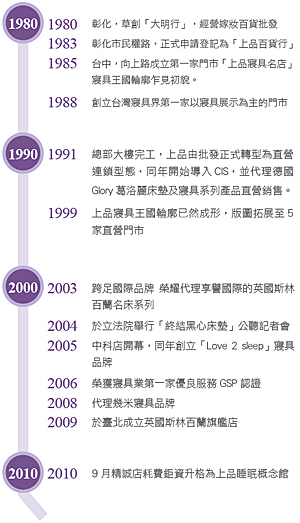 1980
1980 彰化，草創「大明行」，經營嫁妝百貨批發
1983 彰化市民權路，正式申請登記為「上品百貨行」
1985 台中，向上路成立第一家門市「上品寢具名店」
寢具王國輪廓乍見初貌。
1988 創立台灣寢具界第一家以寢具展示為主的門市
1990
1991 總部大樓完工，上品由批發正式轉型為直營
連鎖型態，同年開始導入 CIS，並代理德國
Glory 葛洛麗床墊及寢具系列產品直營銷售。
1999 上品寢具王國輪廓已然成形，版圖拓展至 5
家直營門市
2000
2003 跨足國際品牌 榮耀代理享譽國際的英國斯林
百蘭名床系列
2004 於立法院舉行「終結黑心床墊」公聽記者會
2005 中科店開幕，同年創立「Love 2 sleep」寢具
品牌
2006 榮獲寢具業第一家優良服務 GSP 認證
2008 代理幾米寢具品牌
2009 於臺北成立英國斯林百蘭旗艦店
2010
2010 9 月精誠店耗費鉅資升格為上品睡眠概念館